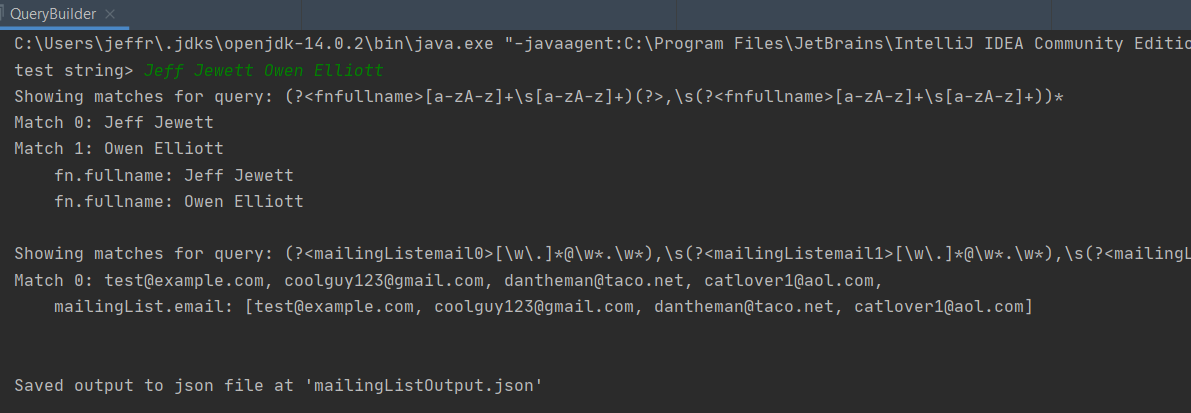 QueryBuilder
C:\Users\jeffr\.jdks\openjdk-14.0.2\bin\java.exe "-javaagent:C:\Program Files\JetBrains\IntelliJ IDEA Community Editio
test string> Jeff Jewett Owen Elliott
Showing matches for query: (?<fnfullname>[a-zA-z]+\s[a-zA-z]+)(?>,\s(?<fnfullname>[a-zA-z]+\s[a-zA-z]+))*
Match 0: Jeff Jewett
Match 1: Owen Elliott
    fn.fullname: Jeff Jewett
    fn.fullname: Owen Elliott
Showing matches for query: (?<mailingListemail0>[\w\.]*@\w*.\w*),\s(?<mailingListemail1>[\w\.]*@\w*.\w*),\s(?<mailingL
Match 0: test@example.com, coolguy123@gmail.com, dantheman@taco.net, catlover1@aol.com,
    mailingList.email: [test@example.com, coolguy123@gmail.com, dantheman@taco.net, catlover1@aol.com]
Saved output to json file at 'mailingListOutput.json'